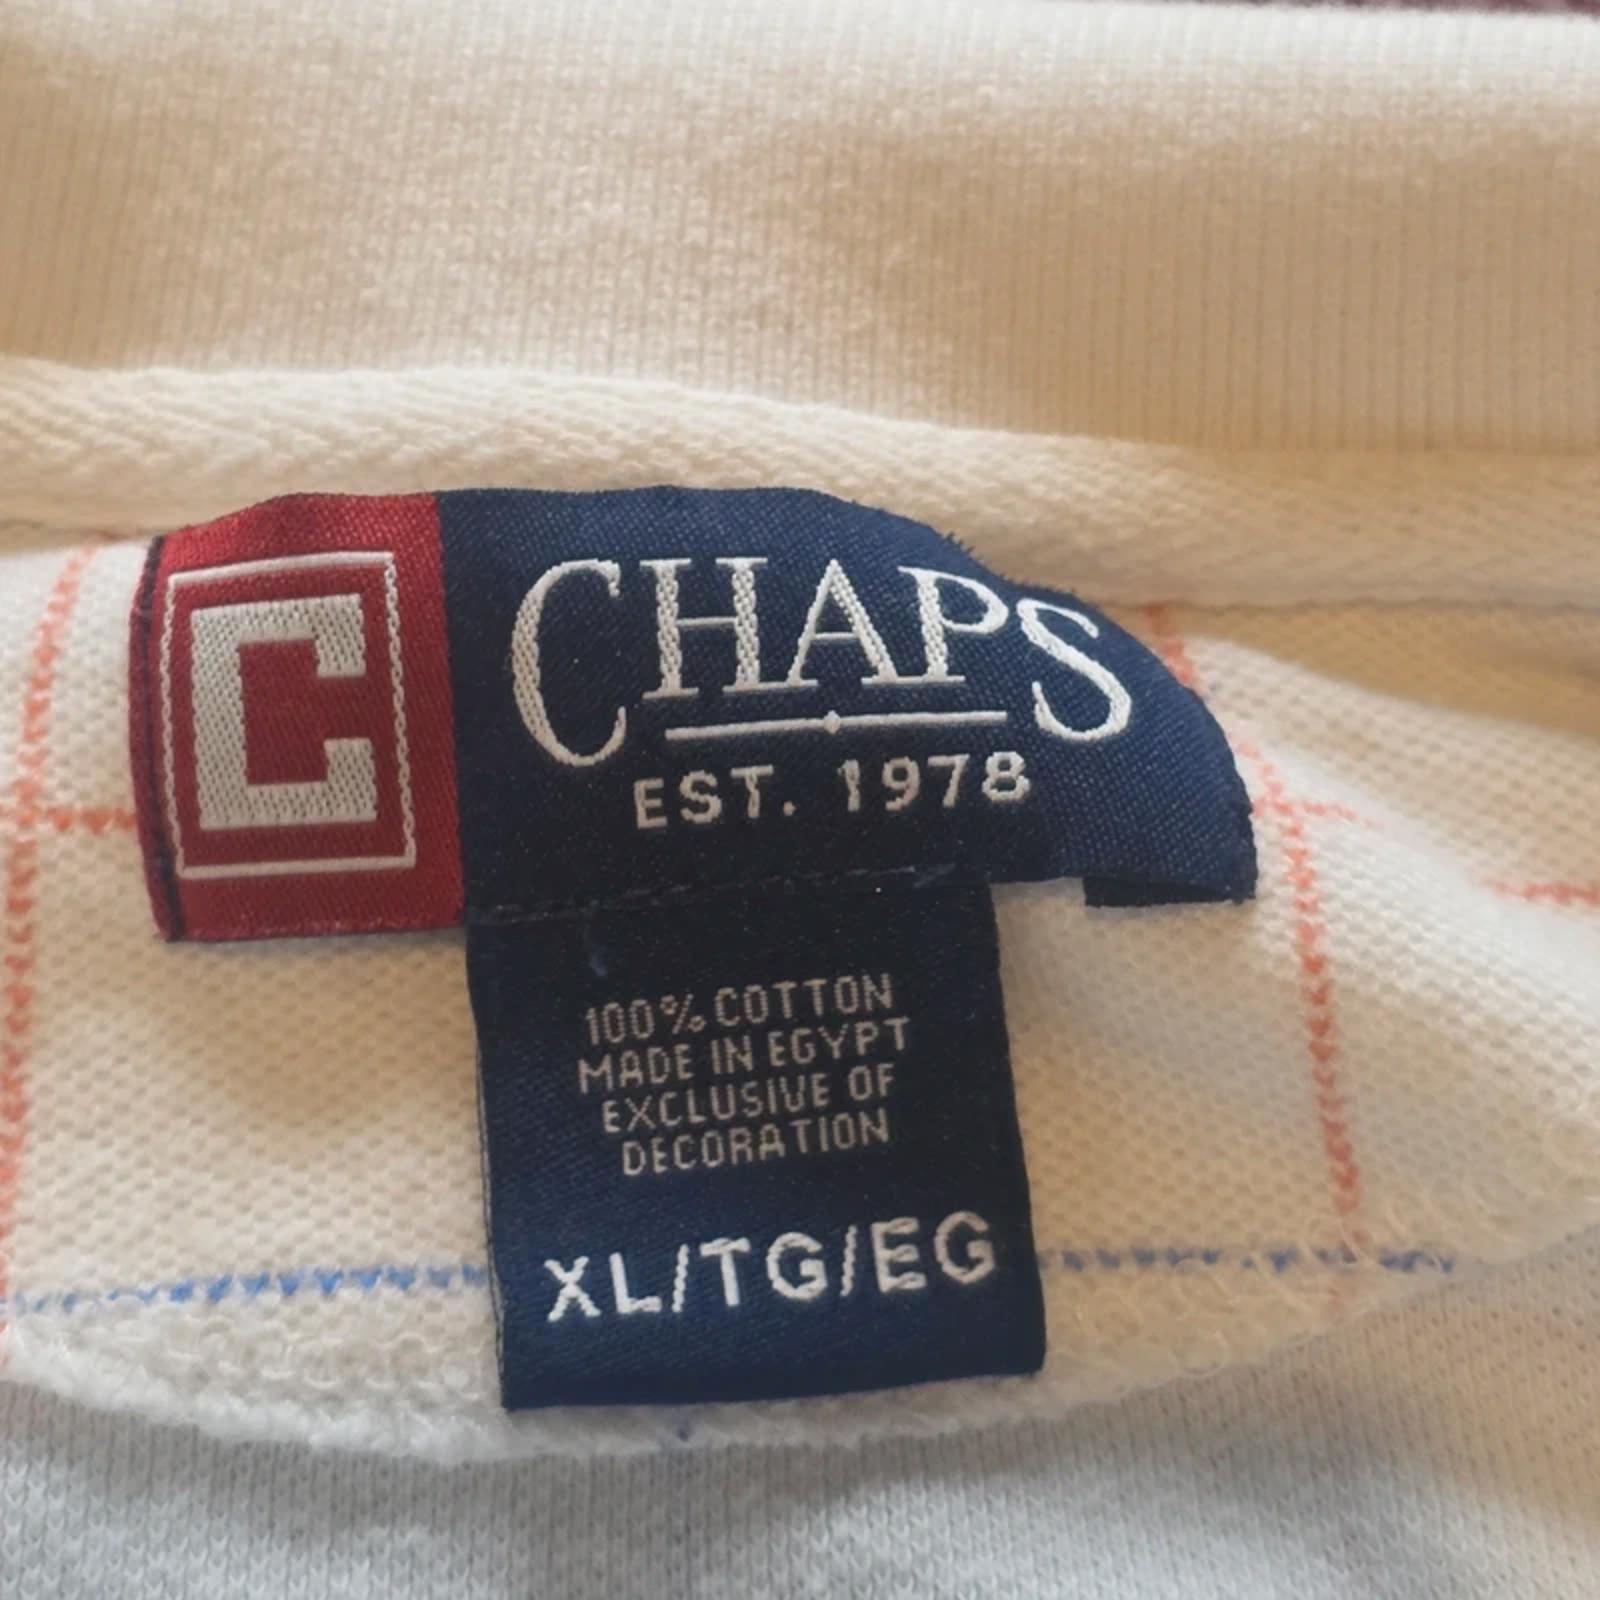 C
CHAPS
EST. 1978
100% COTTON
MADE IN EGYPT
EXCLUSIVE OF
DECORATION
XL/TG/EG